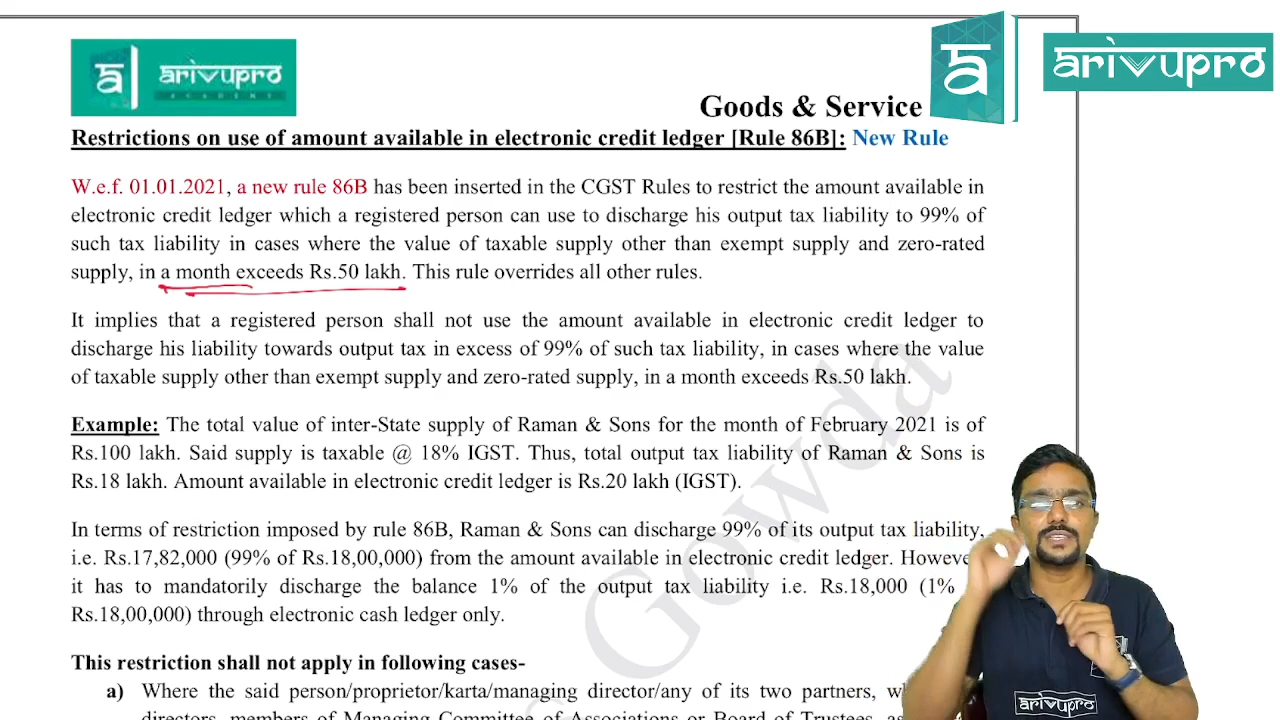 arivupro
ACADEMY
arivupro
Goods & Service
Restrictions on use of amount available in electronic credit ledger [Rule 86B]: New Rule
W.e.f. 01.01.2021, a new rule 86B has been inserted in the CGST Rules to restrict the amount available in
electronic credit ledger which a registered person can use to discharge his output tax liability to 99% of
such tax liability in cases where the value of taxable supply other than exempt supply and zero-rated
supply, in a month exceeds Rs.50 lakh. This rule overrides all other rules.
It implies that a registered person shall not use the amount available in electronic credit ledger to
discharge his liability towards output tax in excess of 99% of such tax liability, in cases where the value
of taxable supply other than exempt supply and zero-rated supply, in a month exceeds Rs.50 lakh.
Example: The total value of inter-State supply of Raman & Sons for the month of February 2021 is of
Rs.100 lakh. Said supply is taxable @ 18% IGST. Thus, total output tax liability of Raman & Sons is
Rs.18 lakh. Amount available in electronic credit ledger is Rs.20 lakh (IGST).
In terms of restriction imposed by rule 86B, Raman & Sons can discharge 99% of its output tax liability,
i.e. Rs.17,82,000 (99% of Rs.18,00,000) from the amount available in electronic credit ledger.
it has to mandatorily discharge the balance 1% of the output tax liability i.e. Rs.18,000 (1%
Rs.18,00,000) through electronic cash ledger only.
This restriction shall not apply in following cases-
a) Where the said person/proprietor/karta/managing director/any of its two partners,
directors, members of Managing Committee of Associations or Board of Trustees,
Gowda
arivupro